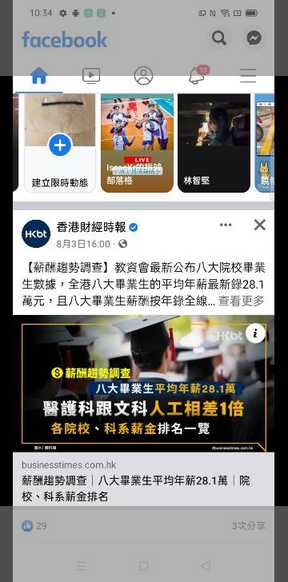 10:34
facebook
建立限時動態
LIVE
部落格
林智堅
香港財經時報
8月3日16:00
【薪酬趨勢調查】教資會最新公布八大院校畢業
生數據，全港八大畢業生的平均年薪最新錄28.1
萬元，且八大畢業生薪酬按年錄全線... 查看更多
HKbt
薪酬趨勢調查
八大畢業生平均年薪28.1萬
醫護科跟文科人工相差1倍
各院校、科系薪金排名一覽
businesstimes.com.hk
薪酬趨勢調查｜八大畢業生平均年薪28.1萬｜院
校、科系薪金排名
29
3次分享